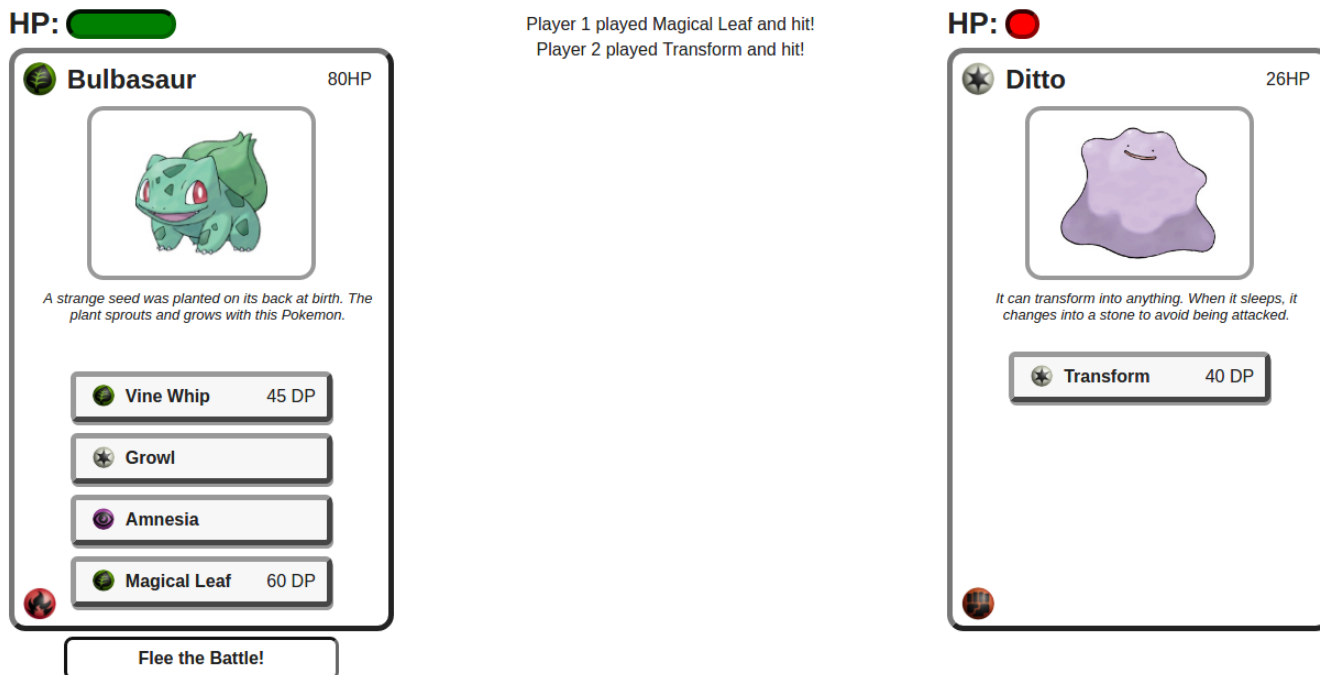 HP:
Bulbasaur 80HP
A strange seed was planted on its back at birth. The
plant sprouts and grows with this Pokemon.
Vine Whip 45 DP
Growl
Amnesia
Magical Leaf 60 DP
Flee the Battle!
Player 1 played Magical Leaf and hit!
Player 2 played Transform and hit!
HP:
Ditto 26HP
It can transform into anything. When it sleeps, it
changes into a stone to avoid being attacked.
Transform 40 DP